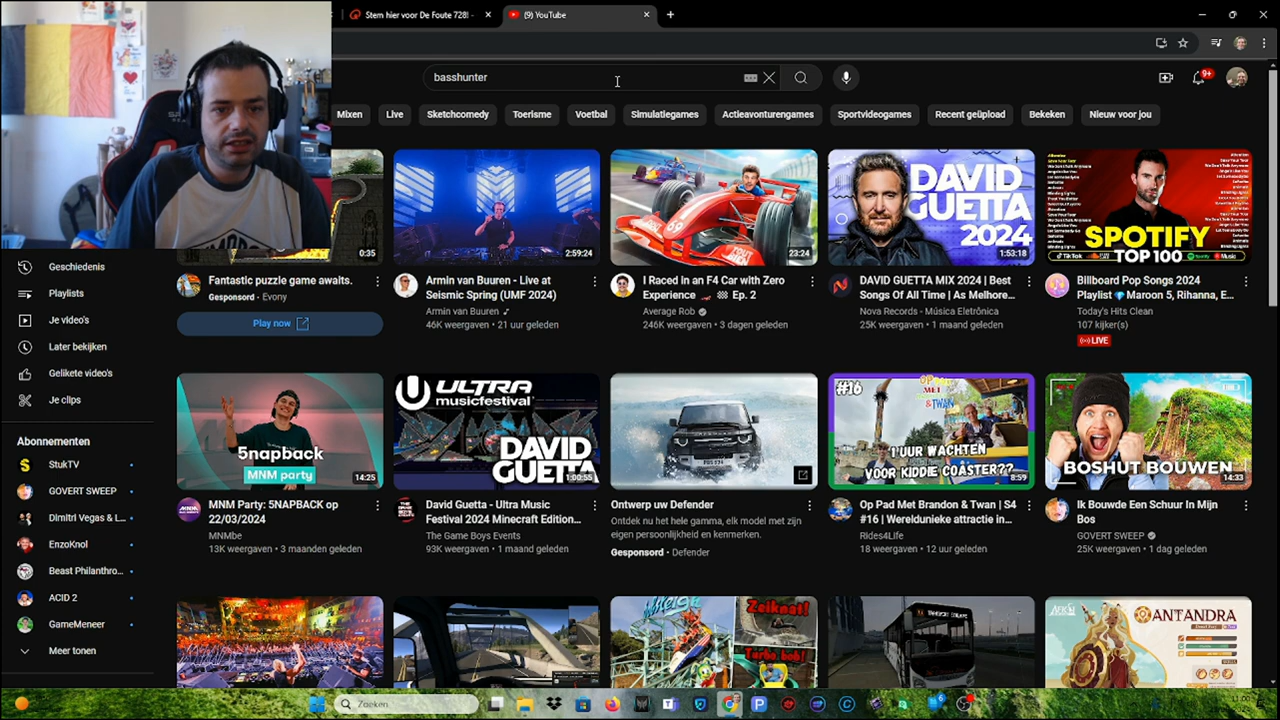 Stem hier voor De Foute 728! -
(9) YouTube
basshunter
9+
Mixen
Live
Sketchcomedy
Toerisme
Voetbal
Simulatiegames
Actieavonturengames
Sportvideogames
Recent geüpload
Bekeken
Nieuw voor jou
0:35
2:59:24
DAVID
GUETTA
2024
1:53:18
SPOTIFY
TOP 100
Geschiedenis
Playlists
Je video's
Later bekijken
Gelikete video's
Je clips
Fantastic puzzle game awaits.
Gesponsord • Evony
Play now
Armin van Buuren - Live at
Seismic Spring (UMF 2024)
Armin van Buuren
46K weergaven • 21 uur geleden
I Raced in an F4 Car with Zero
Experience Ep. 2
Average Rob
246K weergaven • 3 dagen geleden
DAVID GUETTA MIX 2024 | Best
Songs Of All Time | As Melhore...
Nova Records - Música Eletrônica
25K weergaven • 1 maand geleden
Billboard Pop Songs 2024
Playlist Maroon 5, Rihanna, E...
Today's Hits Clean
107 kijker(s)
LIVE
Abonnementen
StukTV
GOVERT SWEEP
Dimitri Vegas & L...
EnzoKnol
Beast Philanthro...
ACID 2
GameMeneer
Meer tonen
5napback
MNM party
14:25
ULTRA
musicfestival
DAVID
GUETTA
1:00:55
#16
1 UUR WACHTEN
VOOR KIDDIE COASTER??
8:59
BOSHUT BOUWEN
14:33
MNM Party: 5NAPBACK op
22/03/2024
MNMbe
13K weergaven • 3 maanden geleden
David Guetta - Ultra Music
Festival 2024 Minecraft Edition...
The Game Boys Events
93K weergaven • 1 maand geleden
Ontwerp uw Defender
Ontdek nu het hele gamma, elk model met zijn
eigen persoonlijkheid en kenmerken.
Gesponsord • Defender
Op Pad Met Brandon & Twan | S4
#16 | Wereldunieke attractie in...
Rides4Life
18 weergaven • 12 uur geleden
Ik Bouwde Een Schuur In Mijn
Bos
GOVERT SWEEP
25K weergaven • 1 dag geleden
Zeiknat!
Turbo bob!
ANTANDRA
Zoeken